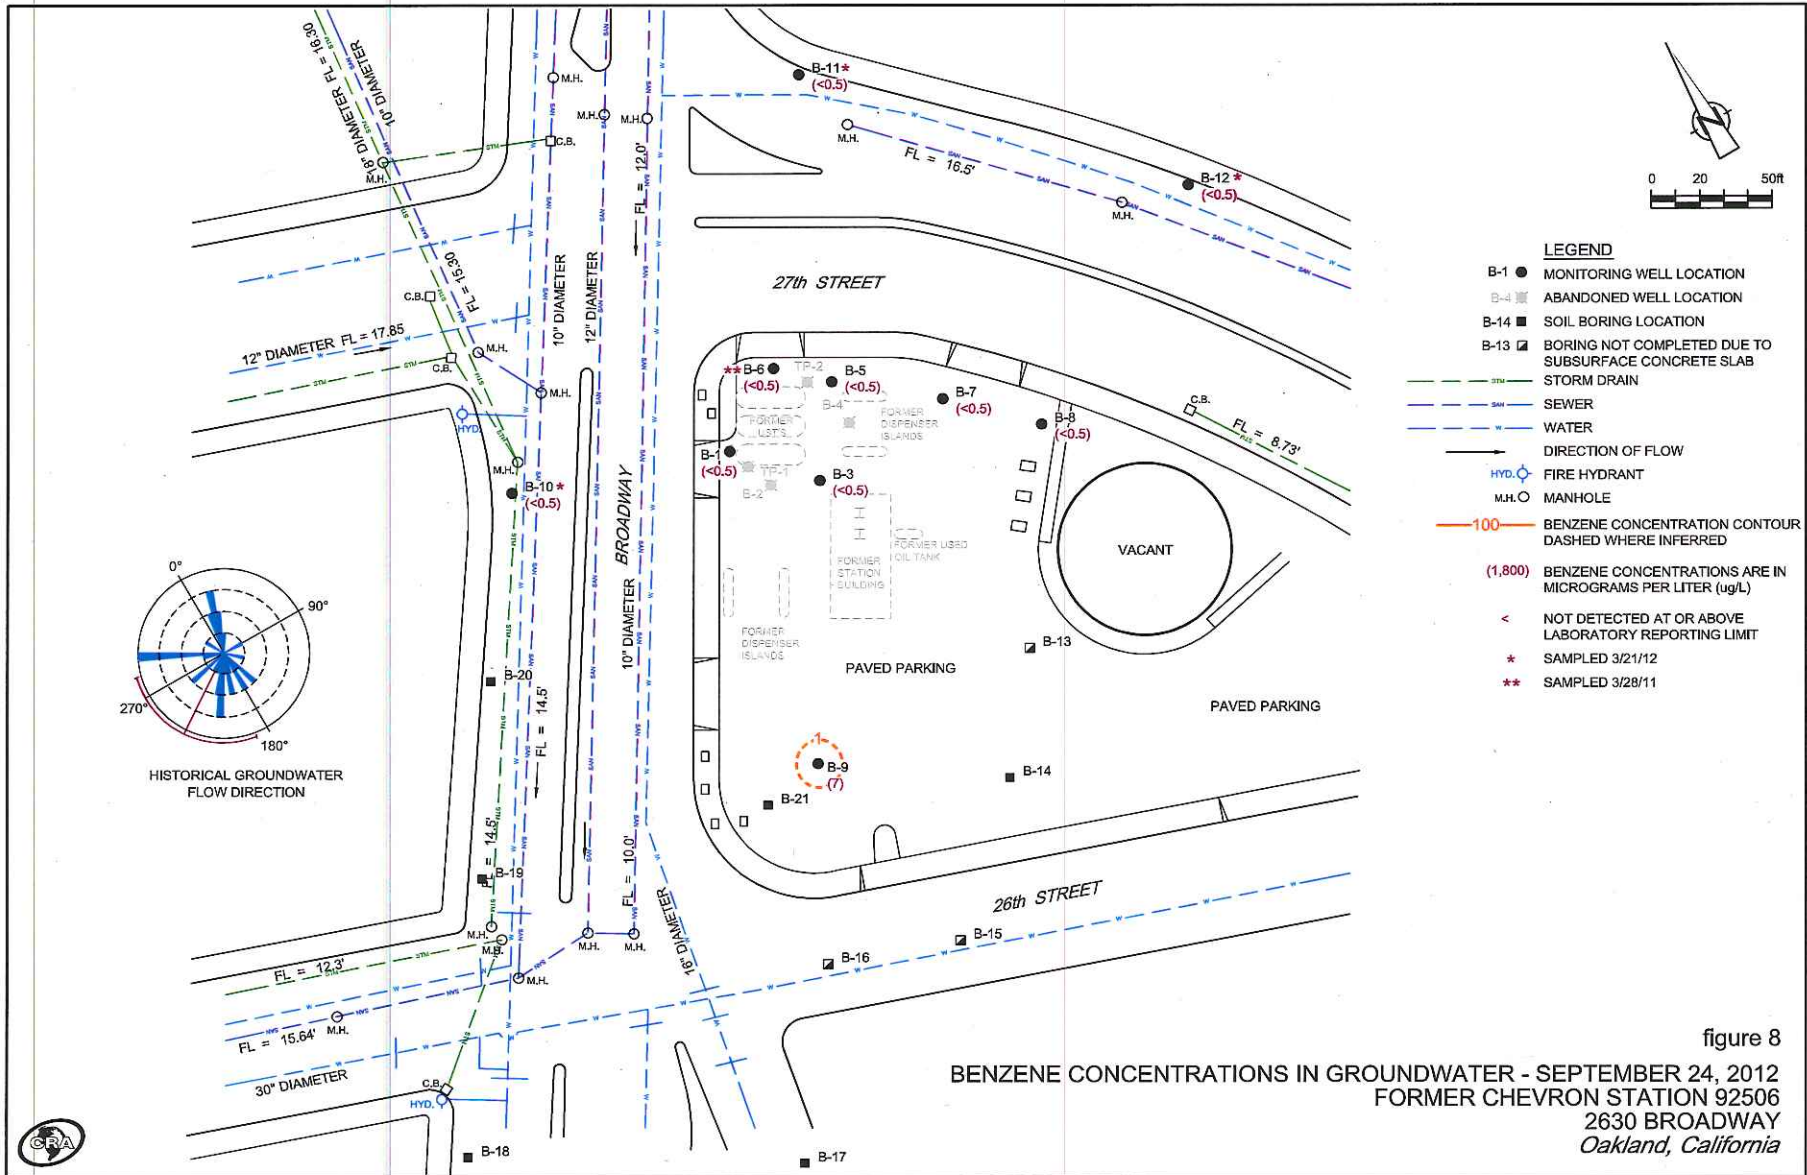 18" DIAMETER FL = 16.30
10" DIAMETER
M.H.
C.B.
M.H.
M.H.
M.H.
FL = 12.0'
B-11*
(<0.5)
M.H.
FL = 16.5'
B-12*
(<0.5)
M.H.
0 20 50ft
C.B.
FL = 15.30
12" DIAMETER FL = 17.85
C.B.
M.H.
M.H.
10" DIAMETER
12" DIAMETER
27th STREET
HYD.
M.H.
B-10*
(<0.5)
BROADWAY
10" DIAMETER
** B-6
(<0.5)
TP-2
B-5
(<0.5)
B-4
FORMER
UST'S
FORMER
DISPENSER
ISLANDS
B-7
(<0.5)
B-8
(<0.5)
C.B.
FL = 8.73'
B-1
(<0.5)
TP-1
B-2
B-3
(<0.5)
FORMER USED
OIL TANK
FORMER
STATION
BUILDING
FORMER
DISPENSER
ISLANDS
VACANT
PAVED PARKING
B-13
PAVED PARKING
0°
90°
270°
180°
HISTORICAL GROUNDWATER
FLOW DIRECTION
B-20
FL = 14.5'
FL = 14.5'
B-19
1
B-9
(7)
B-21
B-14
FL = 10.0'
16" DIAMETER
26th STREET
B-15
B-16
M.H.
M.H.
M.H.
M.H.
M.H.
FL = 12.3'
M.H.
FL = 15.64'
30" DIAMETER
C.B.
HYD.
B-18
B-17
LEGEND
B-1 MONITORING WELL LOCATION
B-4 ABANDONED WELL LOCATION
B-14 SOIL BORING LOCATION
B-13 BORING NOT COMPLETED DUE TO
SUBSURFACE CONCRETE SLAB
STM STORM DRAIN
SAN SEWER
W WATER
DIRECTION OF FLOW
HYD. FIRE HYDRANT
M.H. MANHOLE
100 BENZENE CONCENTRATION CONTOUR
DASHED WHERE INFERRED
(1,800) BENZENE CONCENTRATIONS ARE IN
MICROGRAMS PER LITER (ug/L)
< NOT DETECTED AT OR ABOVE
LABORATORY REPORTING LIMIT
* SAMPLED 3/21/12
** SAMPLED 3/28/11
figure 8
BENZENE CONCENTRATIONS IN GROUNDWATER - SEPTEMBER 24, 2012
FORMER CHEVRON STATION 92506
2630 BROADWAY
Oakland, California
CRA